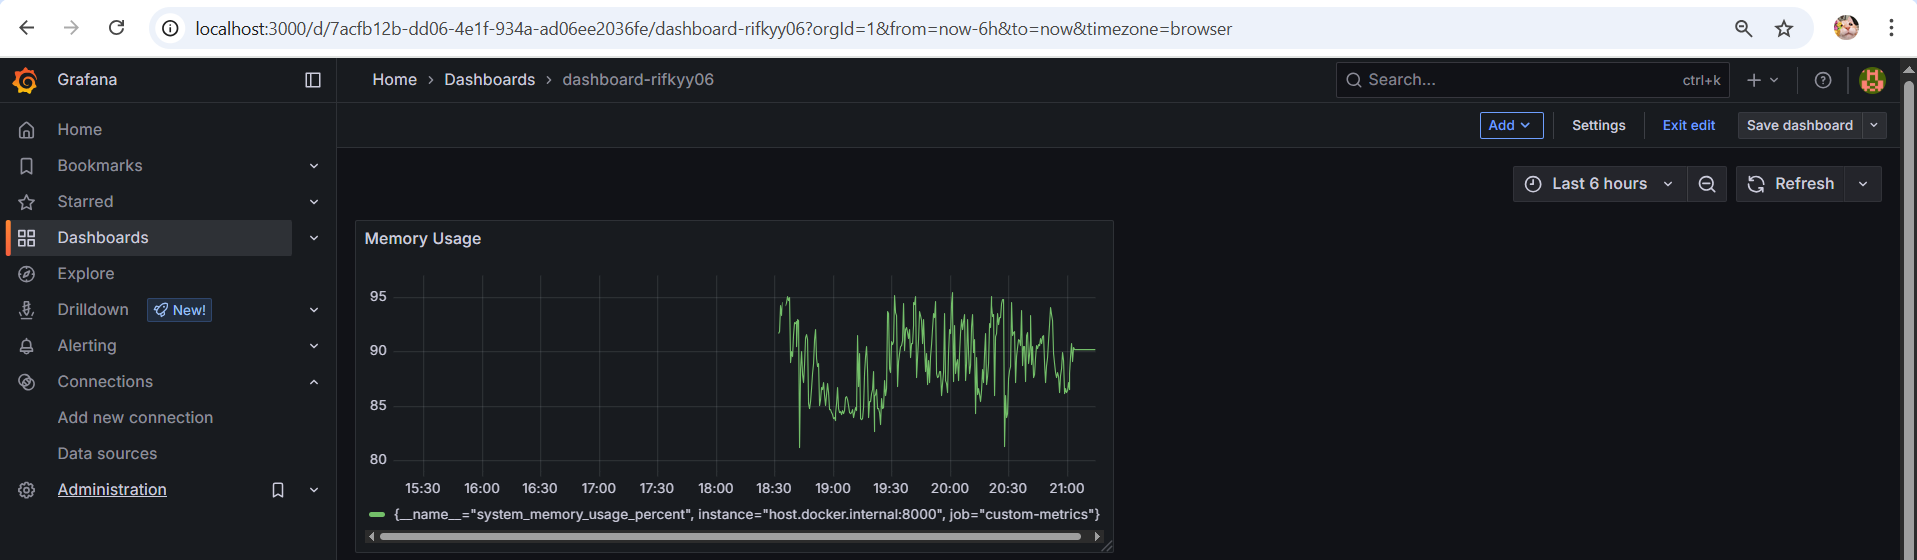 localhost:3000/d/7acfb12b-dd06-4e1f-934a-ad06ee2036fe/dashboard-rifkyy06?orgId=1&from=now-6h&to=now&timezone=browser
Grafana
Home › Dashboards › dashboard-rifkyy06
Search...
ctrl+k
Home
Bookmarks
Starred
Dashboards
Explore
Drilldown
New!
Alerting
Connections
Add new connection
Data sources
Administration
Add
Settings
Exit edit
Save dashboard
Last 6 hours
Refresh
Memory Usage
95
90
85
80
15:30 16:00 16:30 17:00 17:30 18:00 18:30 19:00 19:30 20:00 20:30 21:00
{__name__="system_memory_usage_percent", instance="host.docker.internal:8000", job="custom-metrics"}